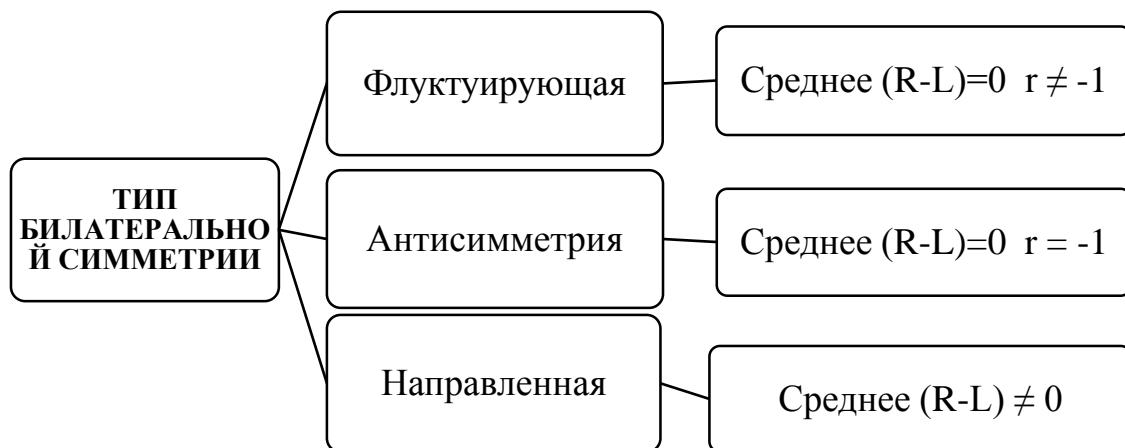 ТИП
БИЛАТЕРАЛЬНО
Й СИММЕТРИИ
Флуктуирующая
Среднее (R-L)=0 r ≠ -1
Антисимметрия
Среднее (R-L)=0 r = -1
Направленная
Среднее (R-L) ≠ 0